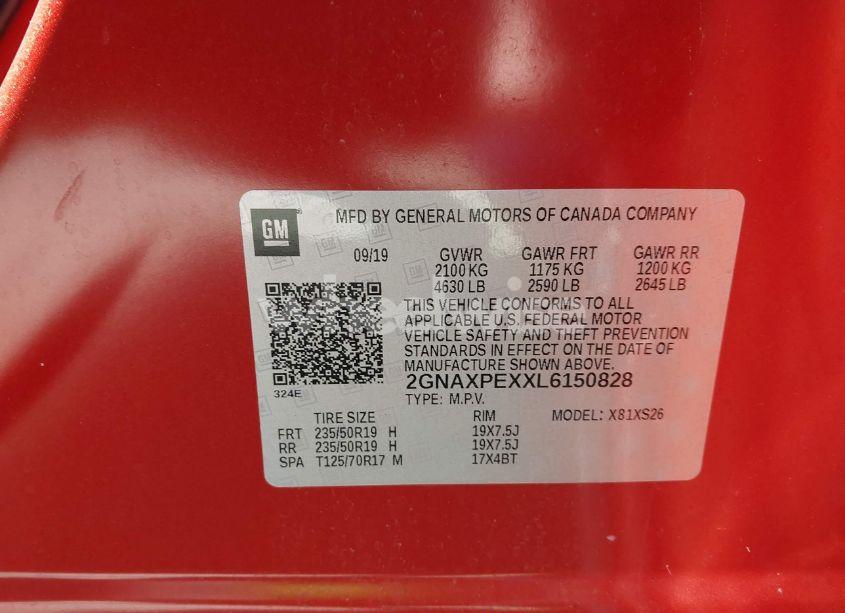 GM
MFD BY GENERAL MOTORS OF CANADA COMPANY
09/19 GVWR GAWR FRT GAWR RR
2100 KG 1175 KG 1200 KG
4630 LB 2590 LB 2645 LB
THIS VEHICLE CONFORMS TO ALL
APPLICABLE U.S. FEDERAL MOTOR
VEHICLE SAFETY AND THEFT PREVENTION
STANDARDS IN EFFECT ON THE DATE OF
MANUFACTURE SHOWN ABOVE.
324E
2GNAXPEXXL6150828
TYPE: M.P.V.
TIRE SIZE RIM MODEL: X81XS26
FRT 235/50R19 H 19X7.5J
RR 235/50R19 H 19X7.5J
SPA T125/70R17 M 17X4BT